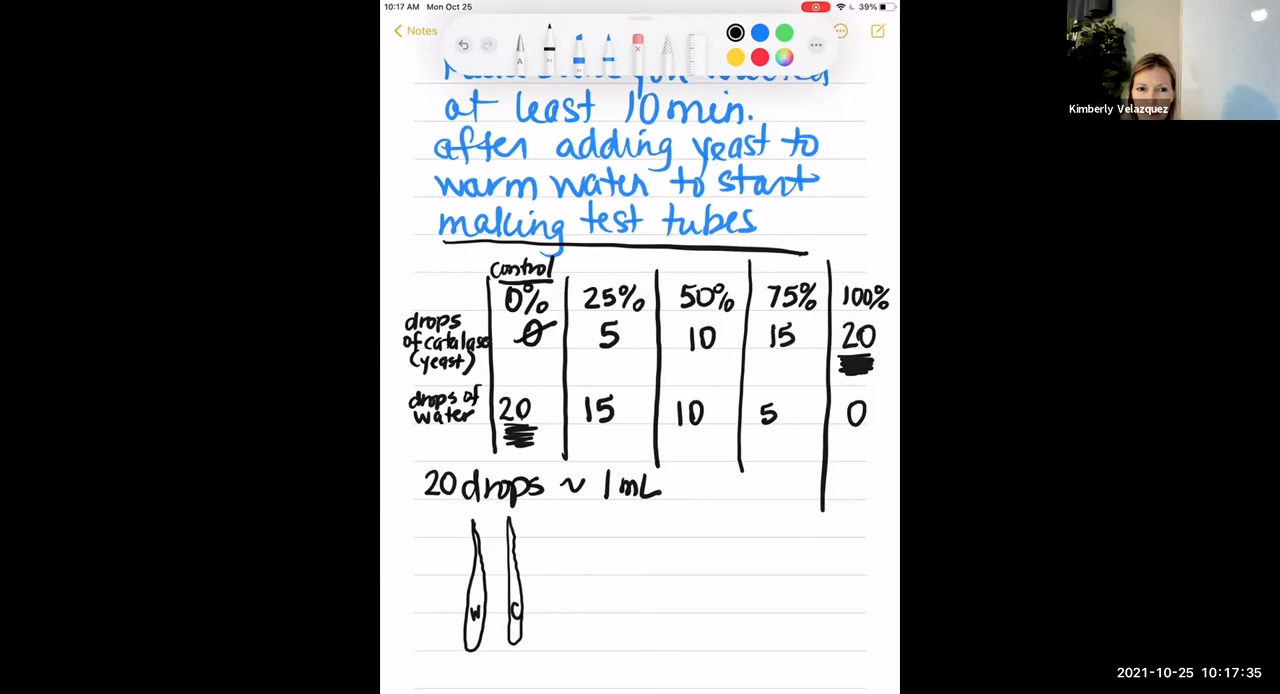 10:17 AM Mon Oct 25
39%
Notes
A
at least 10 min.
after adding yeast to
warm water to start
making test tubes
control
0% 25% 50% 75% 100%
drops of catalase (yeast) 0 5 10 15 20
drops of water 20 15 10 5 0
20 drops ~ 1 mL
W C
Kimberly Velazquez
2021-10-25 10:17:35